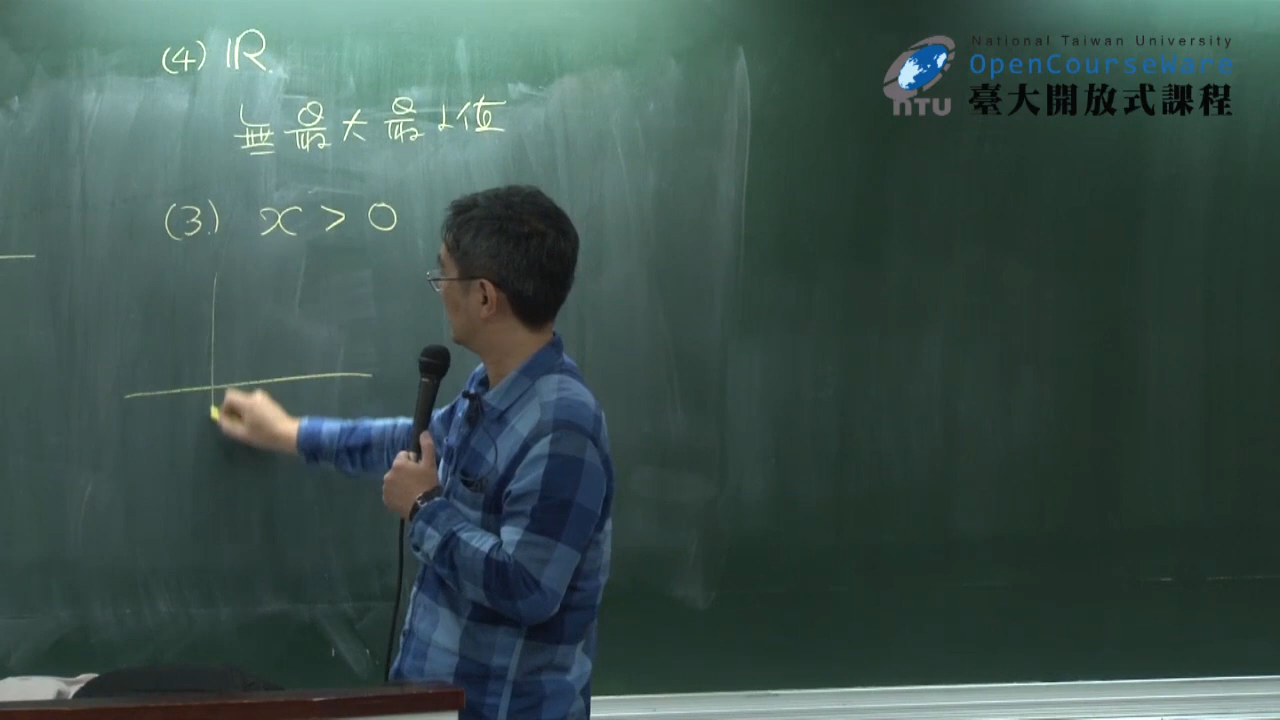 (4) ℝ.
無最大最小值
(3.) x > 0
National Taiwan University
OpenCourseWare
臺大開放式課程
NTU